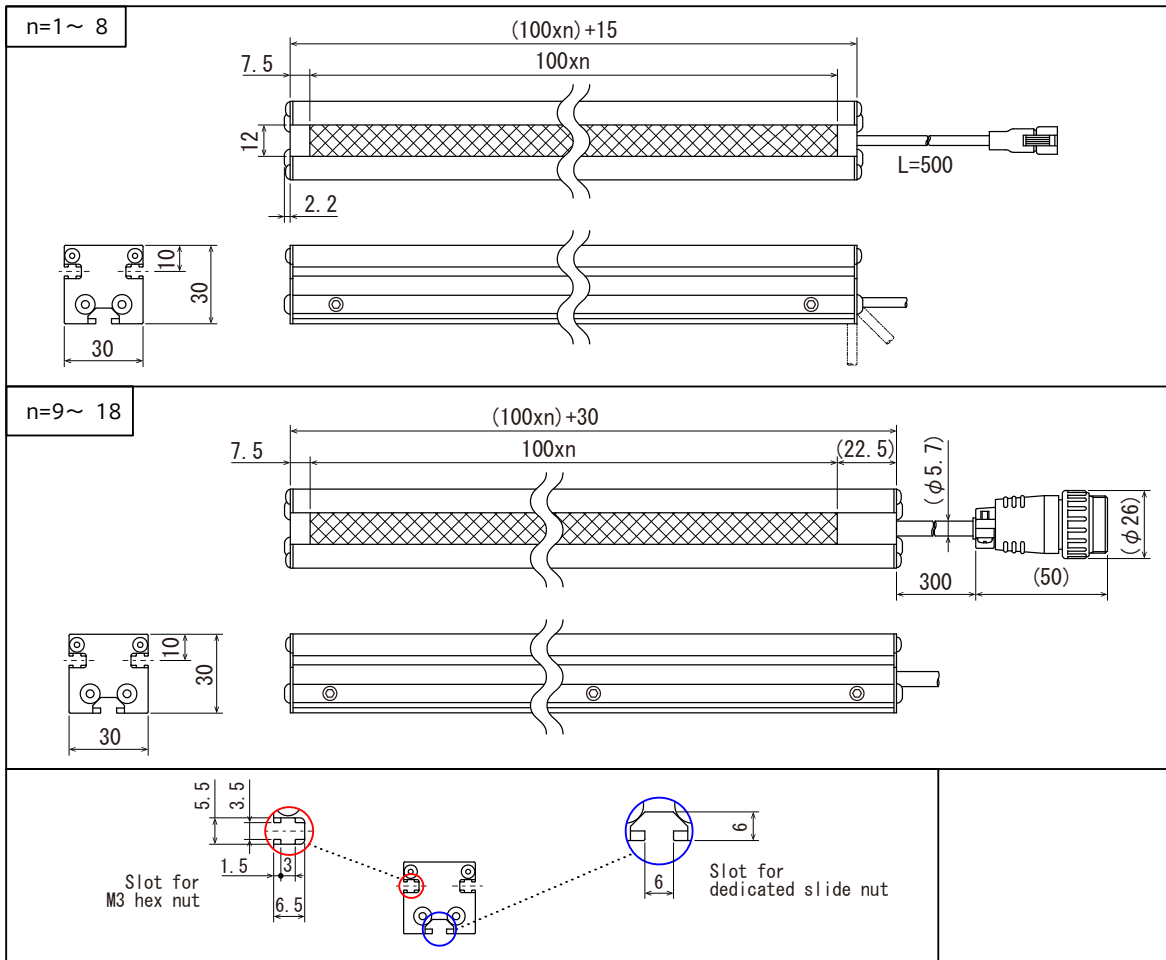 n=1～ 8
(100xn)+15
7.5
100xn
12
L=500
2.2
10
30
30
n=9～ 18
(100xn)+30
7.5
100xn
(22.5)
(φ5.7)
(φ26)
300
(50)
10
30
30
5.5
3.5
1.5
3
6.5
Slot for
M3 hex nut
6
6
Slot for
dedicated slide nut